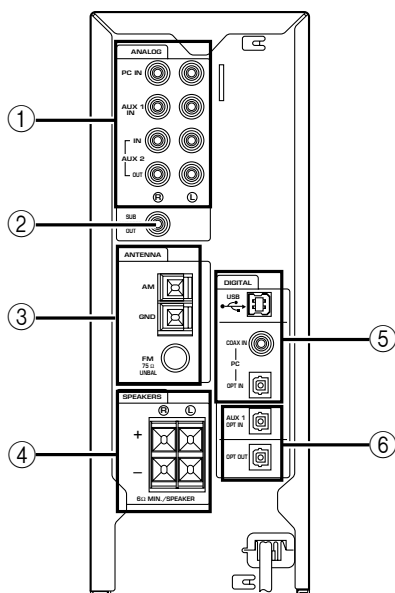 ANALOG
PC IN
AUX 1
IN
IN
AUX 2
OUT
R L
SUB
OUT
ANTENNA
AM
GND
FM
75 Ω
UNBAL
SPEAKERS
R L
+
–
6Ω MIN./SPEAKER
DIGITAL
USB
COAX IN
PC
OPT IN
AUX 1
OPT IN
OPT OUT
1
2
3
4
5
6